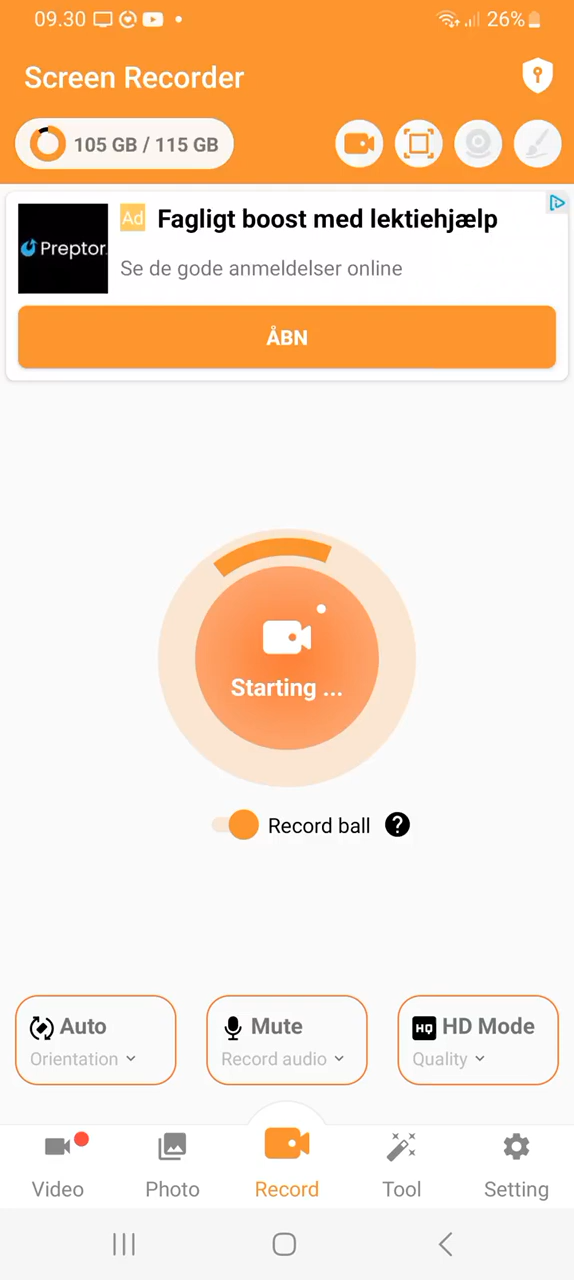 09.30
26%
Screen Recorder
105 GB / 115 GB
Preptor.
Ad Fagligt boost med lektiehjælp
Se de gode anmeldelser online
ÅBN
Starting ...
Record ball ?
Auto
Orientation
Mute
Record audio
HQ HD Mode
Quality
Video
Photo
Record
Tool
Setting